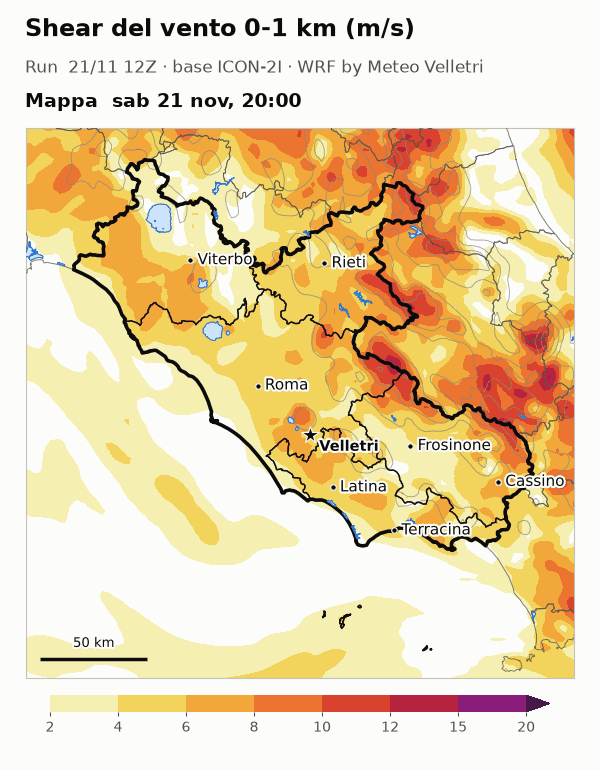 Shear del vento 0-1 km (m/s)
Run  21/11 12Z · base ICON-2I · WRF by Meteo Velletri
Mappa  sab 21 nov, 20:00
Viterbo
Rieti
Roma
Velletri
Frosinone
Latina
Cassino
Terracina
50 km
2 4 6 8 10 12 15 20